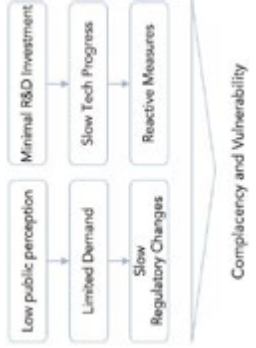 Low public perception
Limited Demand
Slow
Regulatory Changes
Minimal R&D Investment
Slow Tech Progress
Reactive Measures
Complacency and Vulnerability